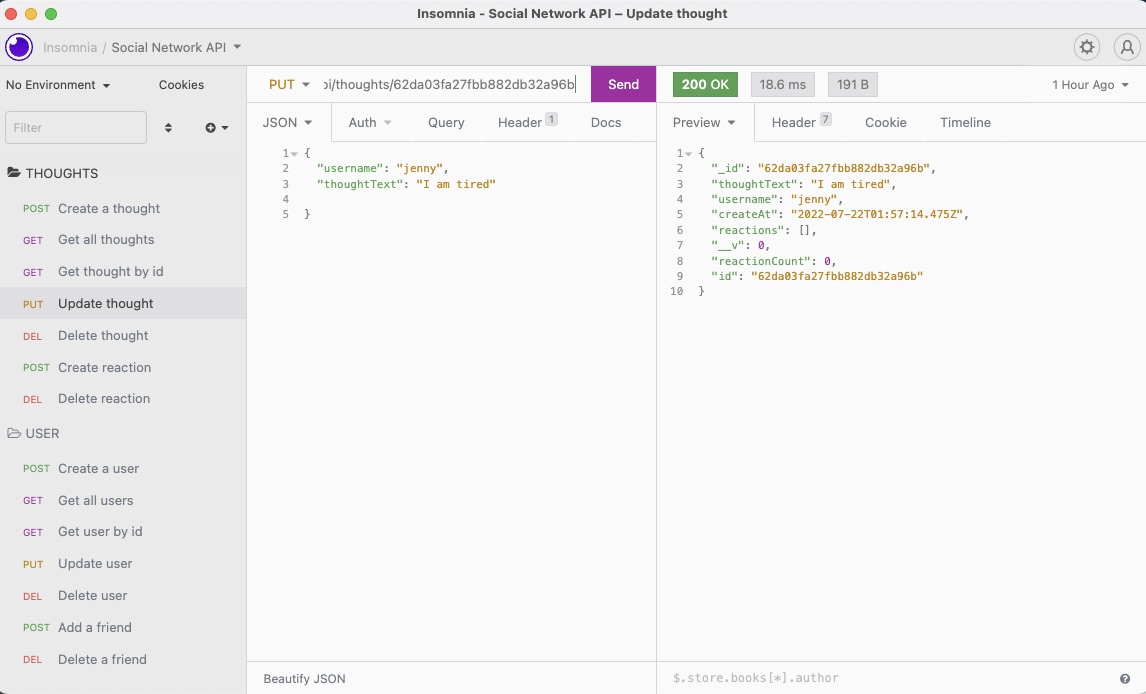 Insomnia - Social Network API – Update thought
Insomnia / Social Network API
No Environment Cookies
Filter
THOUGHTS
POST Create a thought
GET Get all thoughts
GET Get thought by id
PUT Update thought
DEL Delete thought
POST Create reaction
DEL Delete reaction
USER
POST Create a user
GET Get all users
GET Get user by id
PUT Update user
DEL Delete user
POST Add a friend
DEL Delete a friend
PUT pi/thoughts/62da03fa27fbb882db32a96b Send
JSON Auth Query Header 1 Docs
1 {
2 "username": "jenny",
3 "thoughtText": "I am tired"
4
5 }
Beautify JSON
200 OK 18.6 ms 191 B 1 Hour Ago
Preview Header 7 Cookie Timeline
1 {
2 "_id": "62da03fa27fbb882db32a96b",
3 "thoughtText": "I am tired",
4 "username": "jenny",
5 "createAt": "2022-07-22T01:57:14.475Z",
6 "reactions": [],
7 "__v": 0,
8 "reactionCount": 0,
9 "id": "62da03fa27fbb882db32a96b"
10 }
$.store.books[*].author